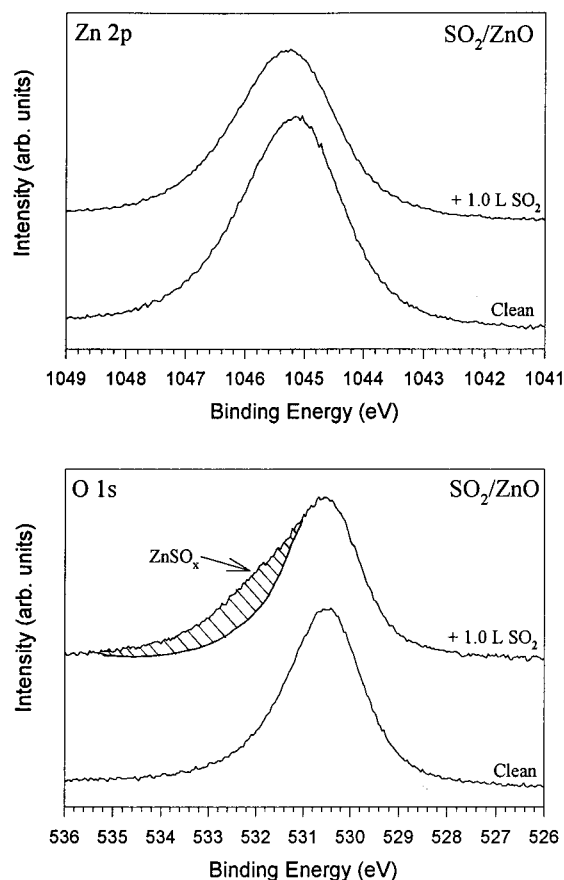 Zn 2p
SO₂/ZnO
Intensity (arb. units)
+ 1.0 L SO₂
Clean
1049 1048 1047 1046 1045 1044 1043 1042 1041
Binding Energy (eV)
O 1s
SO₂/ZnO
Intensity (arb. units)
ZnSOₓ
+ 1.0 L SO₂
Clean
536 535 534 533 532 531 530 529 528 527 526
Binding Energy (eV)